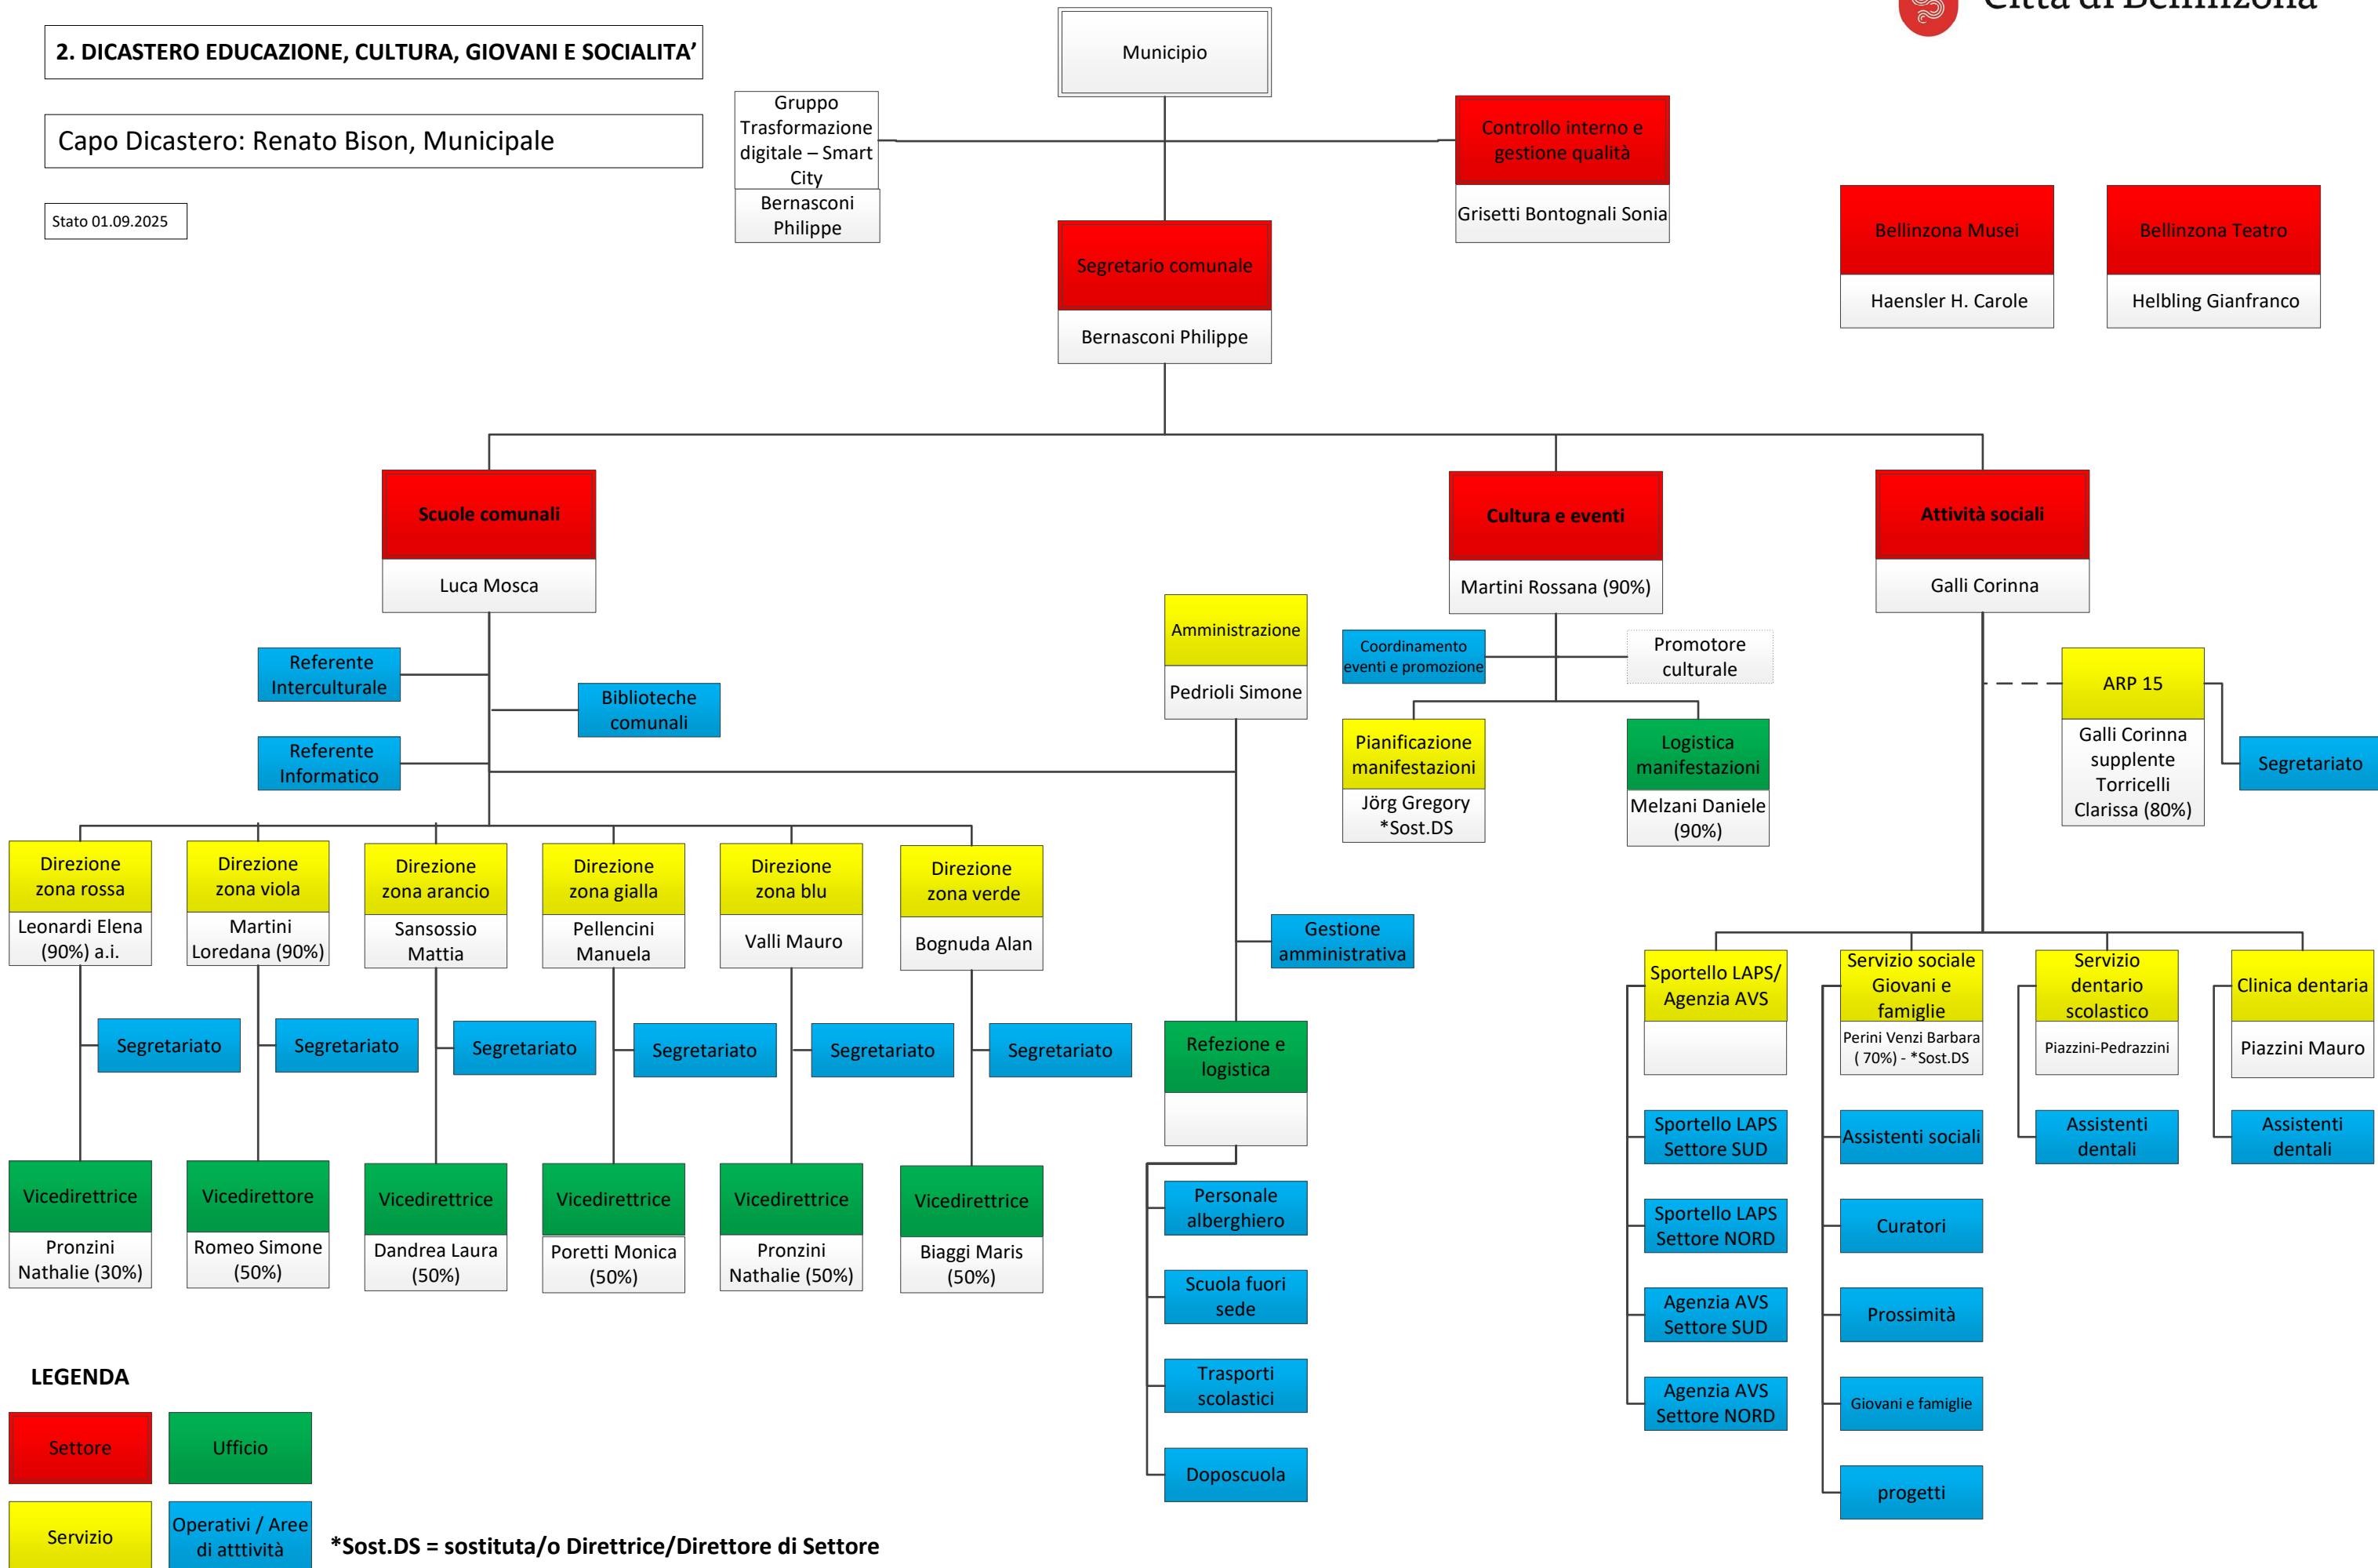 Città di Bellinzona
2. DICASTERO EDUCAZIONE, CULTURA, GIOVANI E SOCIALITA’
Capo Dicastero: Renato Bison, Municipale
Stato 01.09.2025
Municipio
Gruppo
Trasformazione
digitale – Smart
City
Bernasconi
Philippe
Controllo interno e
gestione qualità
Grisetti Bontognali Sonia
Segretario comunale
Bernasconi Philippe
Bellinzona Musei
Haensler H. Carole
Bellinzona Teatro
Helbling Gianfranco
Scuole comunali
Luca Mosca
Referente
Interculturale
Biblioteche
comunali
Referente
Informatico
Amministrazione
Pedrioli Simone
Cultura e eventi
Martini Rossana (90%)
Coordinamento
eventi e promozione
Promotore
culturale
Pianificazione
manifestazioni
Jörg Gregory
*Sost.DS
Logistica
manifestazioni
Melzani Daniele
(90%)
Attività sociali
Galli Corinna
ARP 15
Galli Corinna
supplente
Torricelli
Clarissa (80%)
Segretariato
Direzione
zona rossa
Leonardi Elena
(90%) a.i.
Segretariato
Vicedirettrice
Pronzini
Nathalie (30%)
Direzione
zona viola
Martini
Loredana (90%)
Segretariato
Vicedirettore
Romeo Simone
(50%)
Direzione
zona arancio
Sansossio
Mattia
Segretariato
Vicedirettrice
Dandrea Laura
(50%)
Direzione
zona gialla
Pellencini
Manuela
Segretariato
Vicedirettrice
Poretti Monica
(50%)
Direzione
zona blu
Valli Mauro
Segretariato
Vicedirettrice
Pronzini
Nathalie (50%)
Direzione
zona verde
Bognuda Alan
Segretariato
Vicedirettrice
Biaggi Maris
(50%)
Gestione
amministrativa
Refezione e
logistica
Personale
alberghiero
Scuola fuori
sede
Trasporti
scolastici
Doposcuola
Sportello LAPS/
Agenzia AVS
Sportello LAPS
Settore SUD
Sportello LAPS
Settore NORD
Agenzia AVS
Settore SUD
Agenzia AVS
Settore NORD
Servizio sociale
Giovani e
famiglie
Perini Venzi Barbara
( 70%) - *Sost.DS
Assistenti sociali
Curatori
Prossimità
Giovani e famiglie
progetti
Servizio
dentario
scolastico
Piazzini-Pedrazzini
Assistenti
dentali
Clinica dentaria
Piazzini Mauro
Assistenti
dentali
LEGENDA
Settore
Ufficio
Servizio
Operativi / Aree
di atttività
*Sost.DS = sostituta/o Direttrice/Direttore di Settore